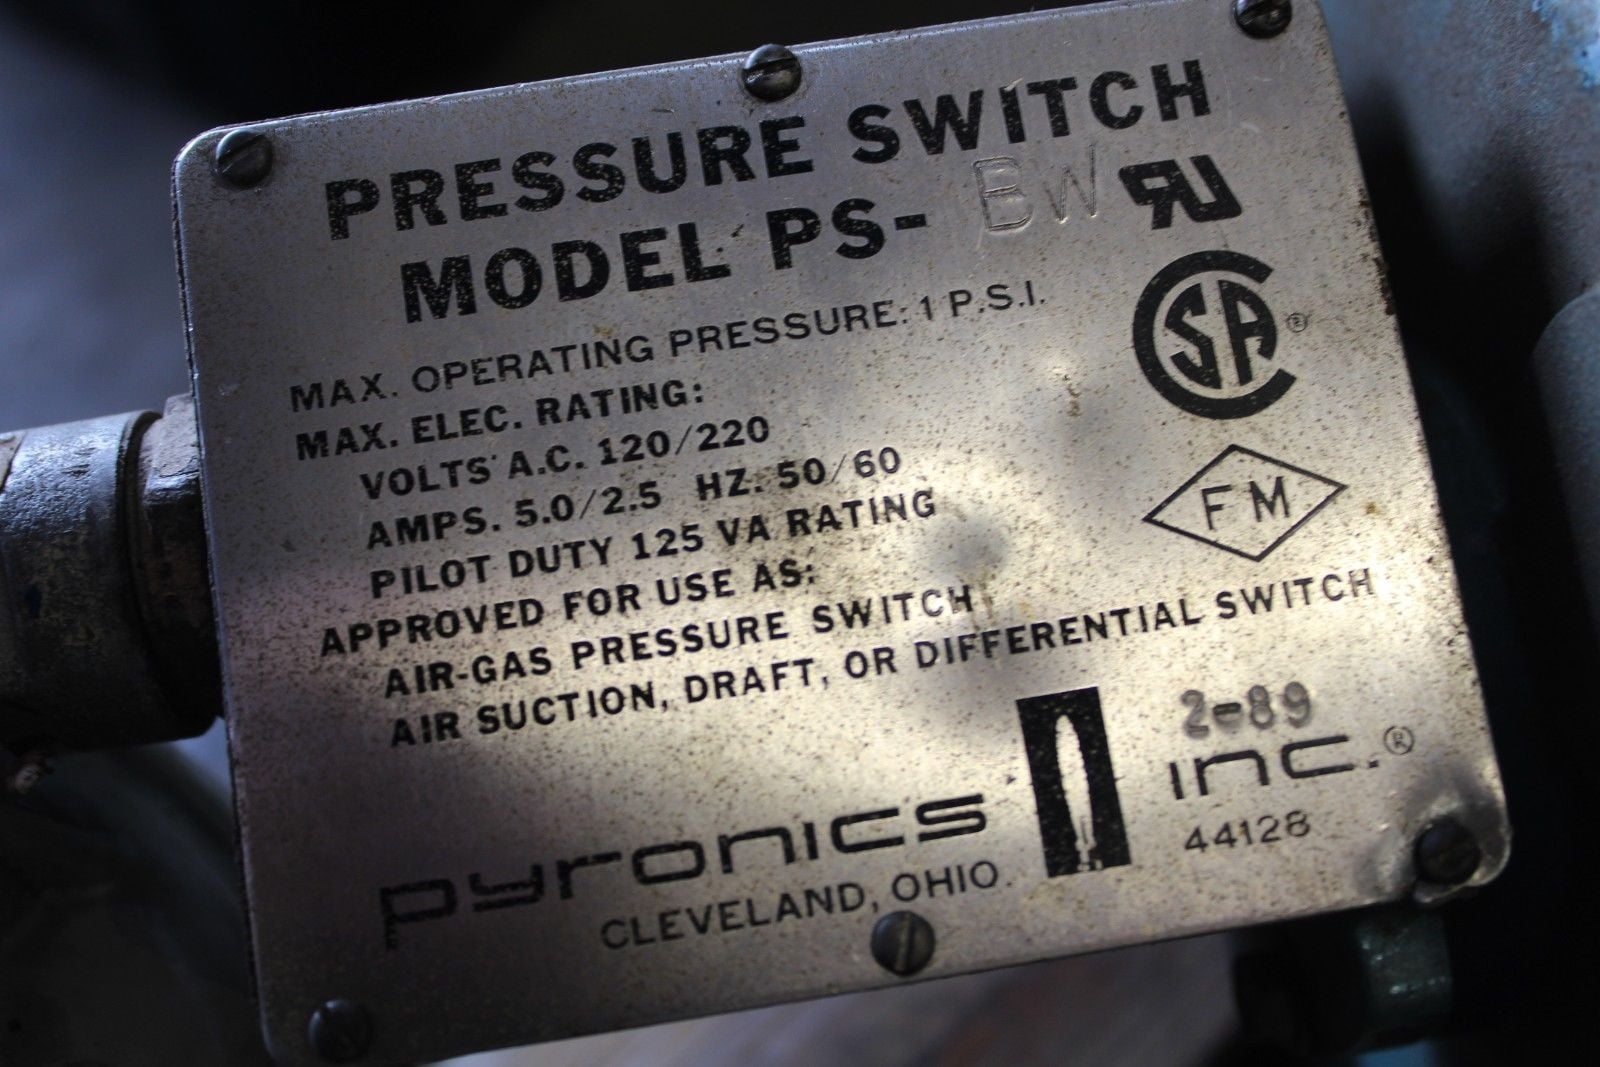 PRESSURE SWITCH
MODEL PS- BW RU
MAX. OPERATING PRESSURE: 1 P.S.I.
CSA ®
MAX. ELEC. RATING:
VOLTS A.C. 120/220
AMPS. 5.0/2.5 HZ. 50/60
FM
PILOT DUTY 125 VA RATING
APPROVED FOR USE AS:
AIR-GAS PRESSURE SWITCH
AIR SUCTION, DRAFT, OR DIFFERENTIAL SWITCH
2-89
pyronics inc.®
CLEVELAND, OHIO. 44128